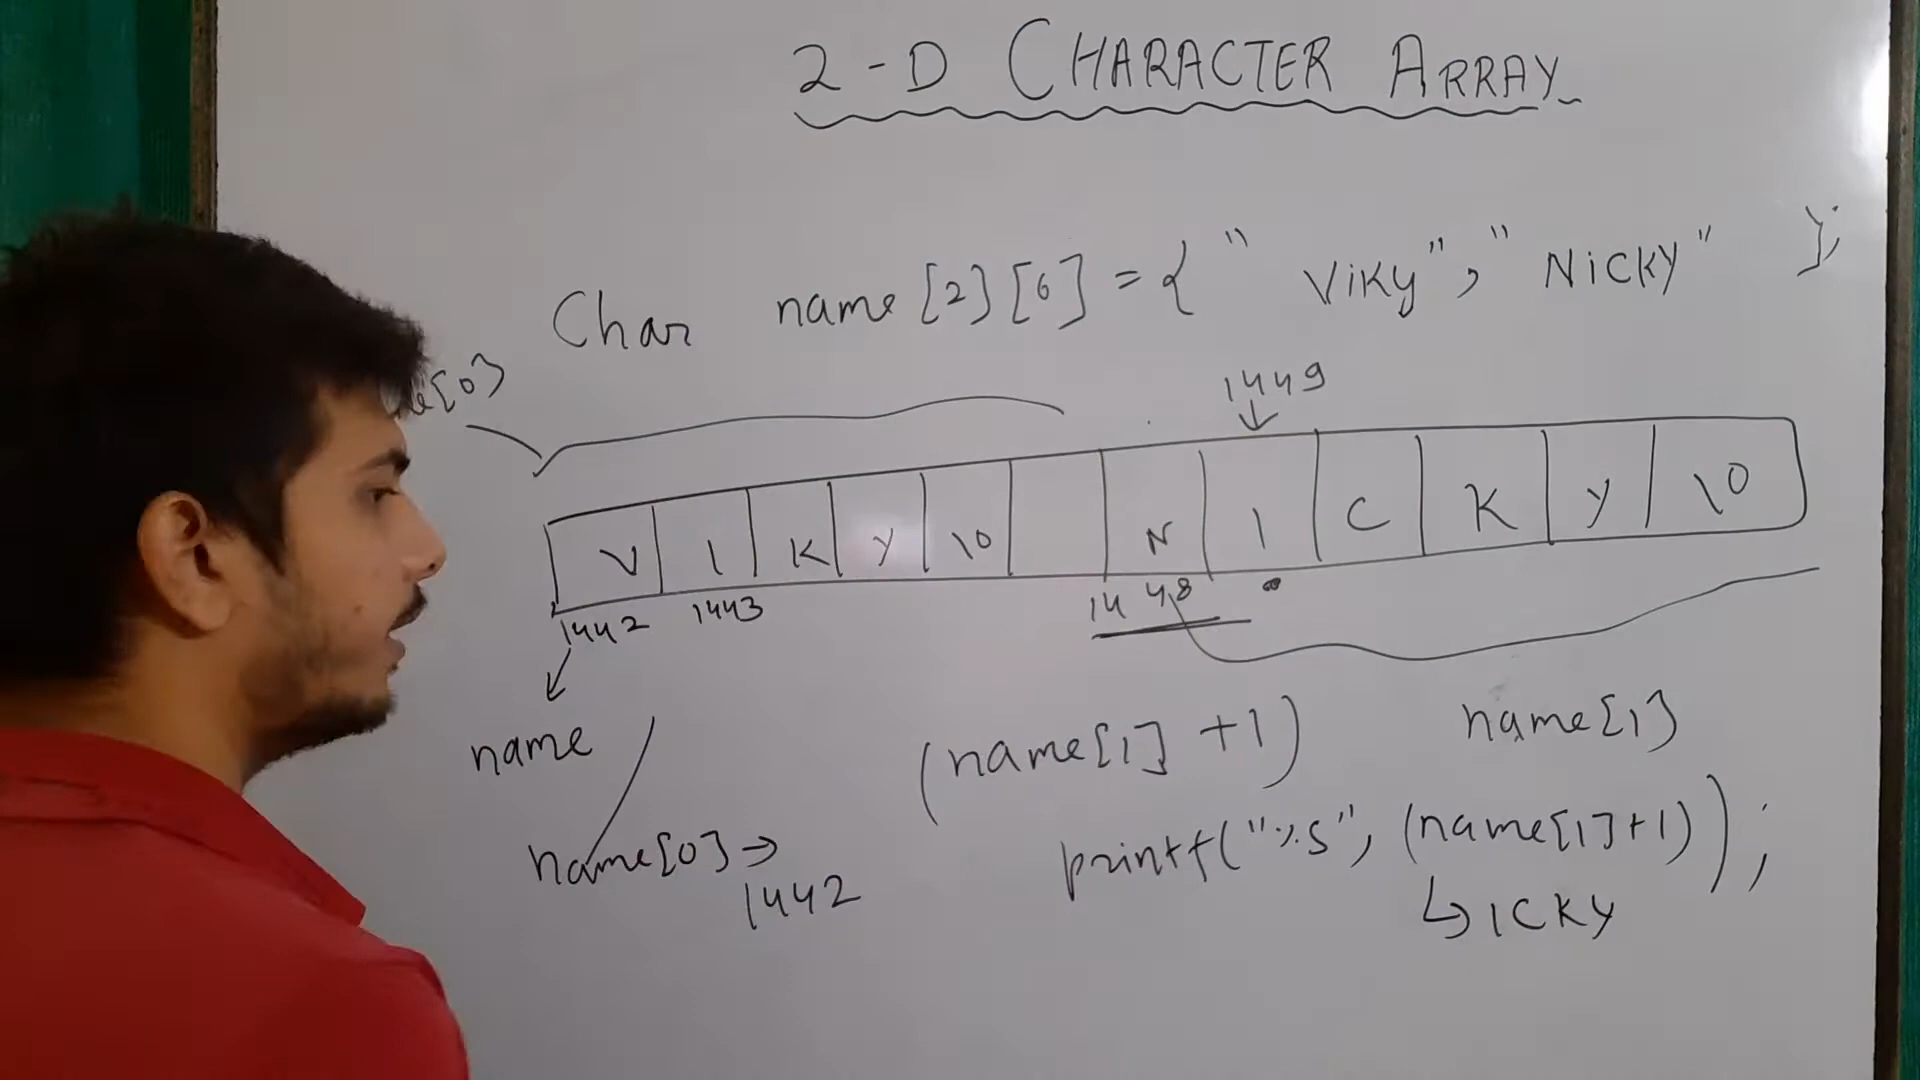 2-D CHARACTER ARRAY
Char name [2][6] = { "Viky", "Nicky" };
e[0]
1449
V I K y \0 N I C K y \0
1442 1443 1448
name
(name[1] +1) name[1]
name[0] → 1442
printf("%s", (name[1]+1));
↳ ICKY